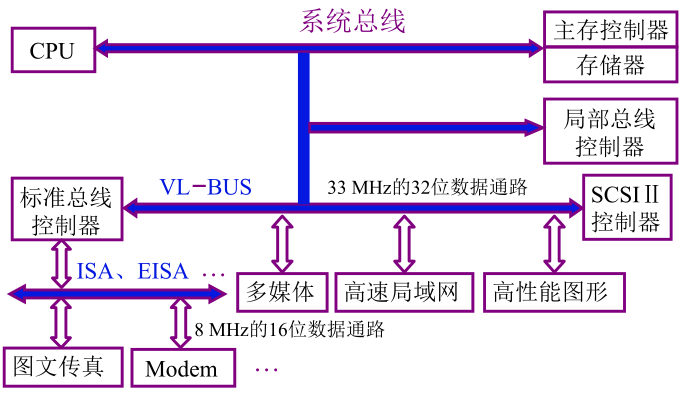 系统总线
CPU
主存控制器
存储器
局部总线
控制器
VL-BUS
33 MHz的32位数据通路
标准总线
控制器
SCSIⅡ
控制器
ISA、EISA …
多媒体
高速局域网
高性能图形
8 MHz的16位数据通路
图文传真
Modem
…